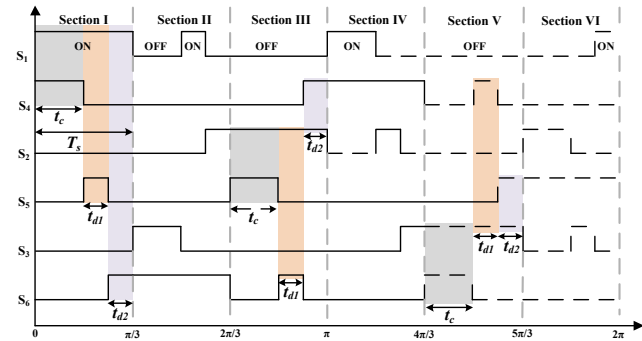 Section I Section II Section III Section IV Section V Section VI
ON OFF ON OFF ON OFF ON
S1
S4
tc
Ts
S2
td2
S5
td1
tc
S3
td1
td2
S6
td2
td1
tc
0 π/3 2π/3 π 4π/3 5π/3 2π